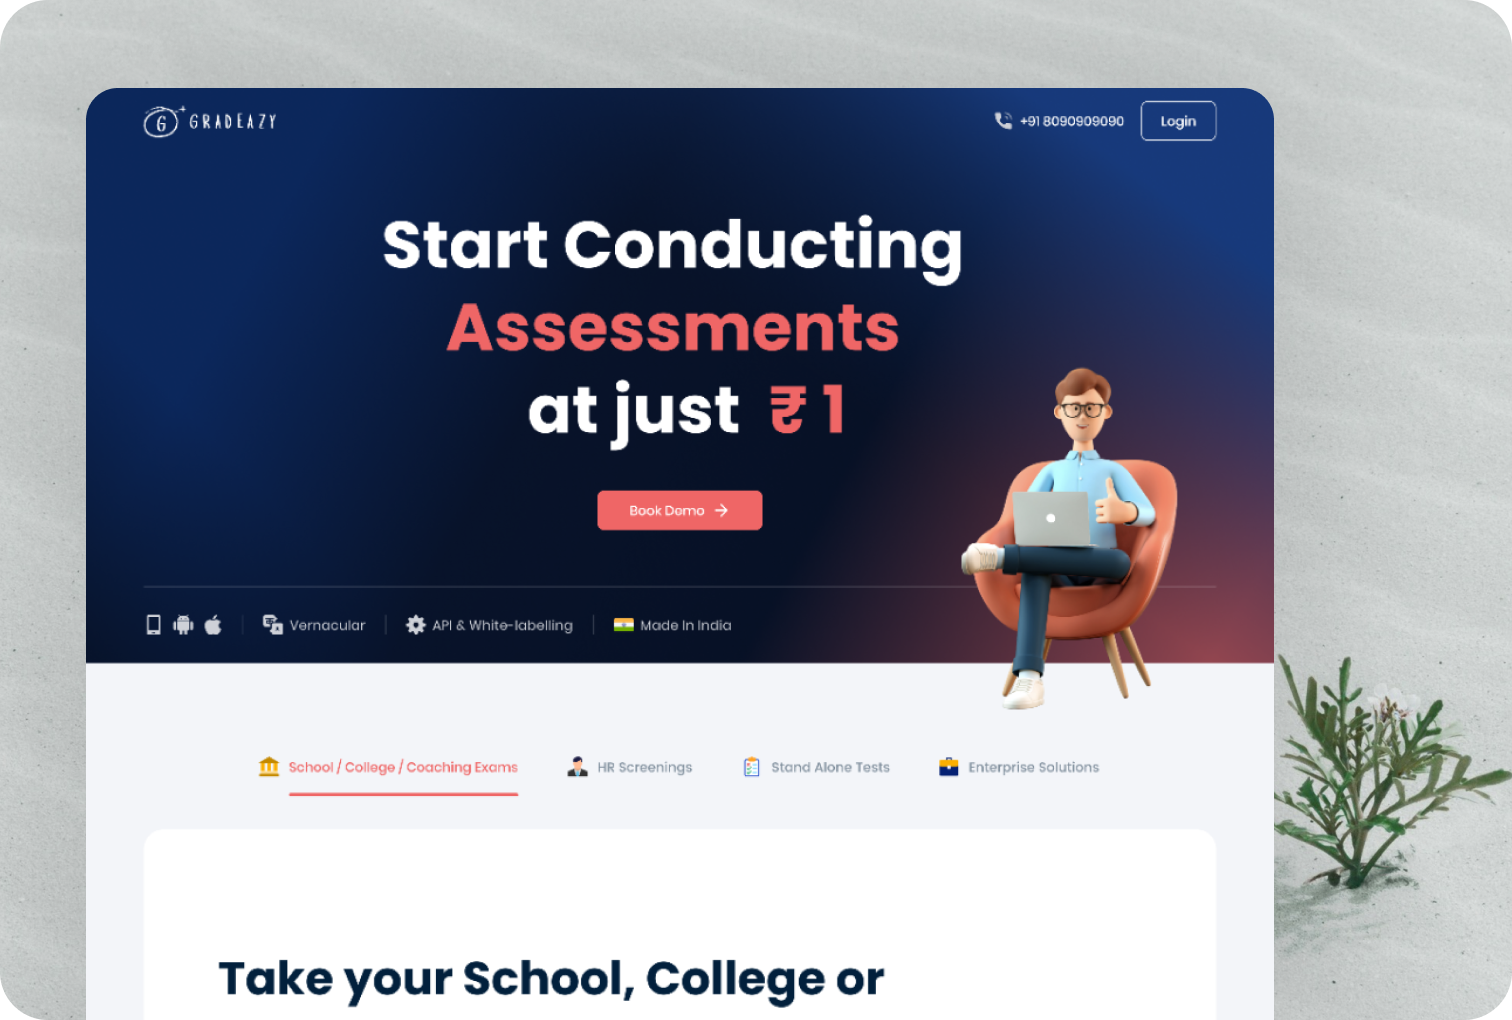 GRADEAZY
+91 8090909090
Login
Start Conducting
Assessments
at just ₹ 1
Book Demo
Vernacular
API & White-labelling
Made In India
School / College / Coaching Exams
HR Screenings
Stand Alone Tests
Enterprise Solutions
Take your School, College or